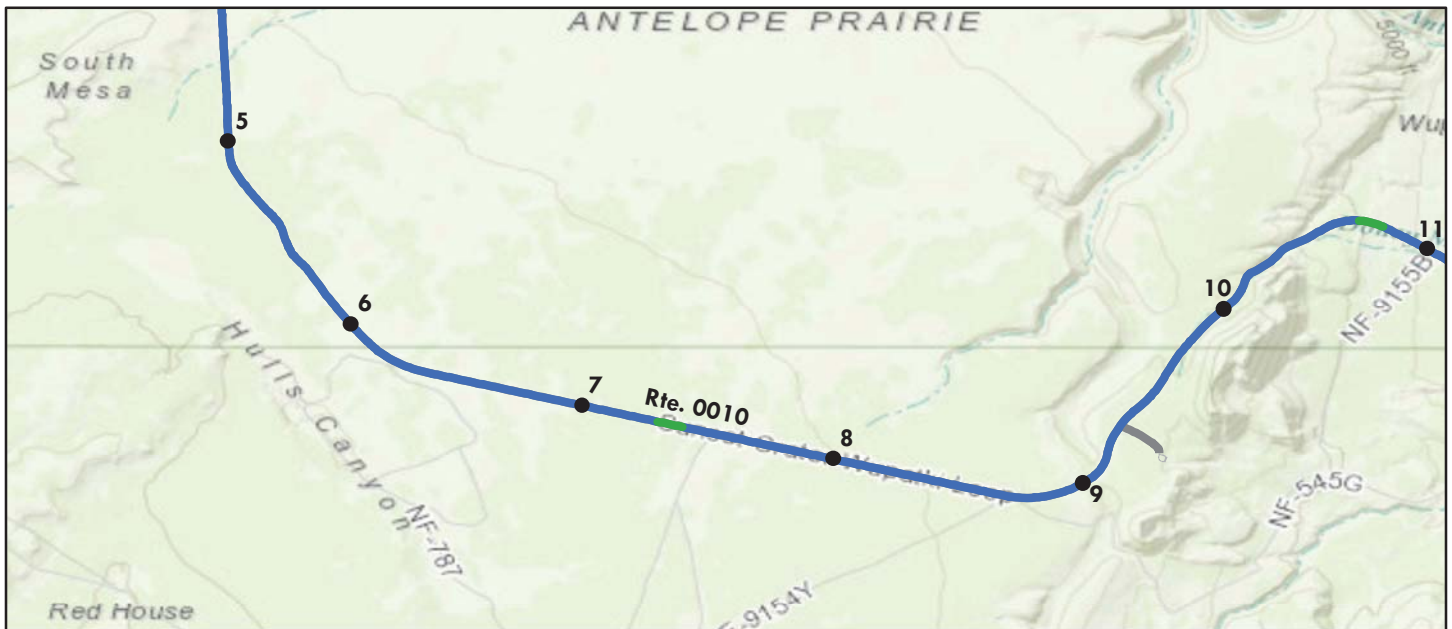 ANTELOPE PRAIRIE
5000 ft
South
Mesa
5
11
10
NF-9155B
6
Hulls Canyon
7
Rte. 0010
8
9
NF-545G
NF-787
Red House